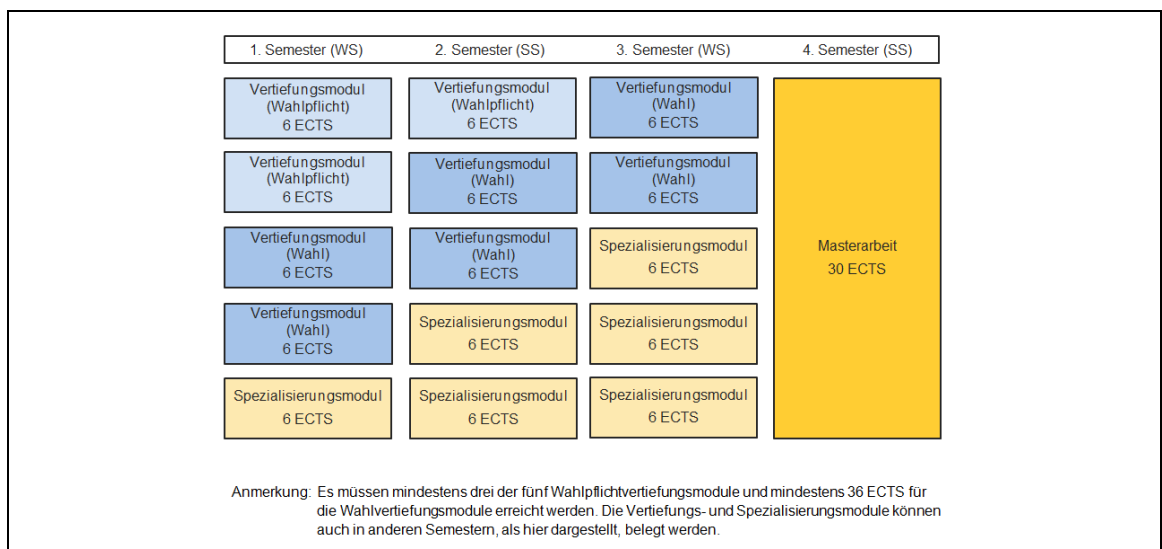 1. Semester (WS)
2. Semester (SS)
3. Semester (WS)
4. Semester (SS)
Vertiefungsmodul
(Wahlpflicht)
6 ECTS
Vertiefungsmodul
(Wahlpflicht)
6 ECTS
Vertiefungsmodul
(Wahl)
6 ECTS
Vertiefungsmodul
(Wahlpflicht)
6 ECTS
Vertiefungsmodul
(Wahl)
6 ECTS
Vertiefungsmodul
(Wahl)
6 ECTS
Vertiefungsmodul
(Wahl)
6 ECTS
Vertiefungsmodul
(Wahl)
6 ECTS
Spezialisierungsmodul
6 ECTS
Masterarbeit
30 ECTS
Vertiefungsmodul
(Wahl)
6 ECTS
Spezialisierungsmodul
6 ECTS
Spezialisierungsmodul
6 ECTS
Spezialisierungsmodul
6 ECTS
Spezialisierungsmodul
6 ECTS
Spezialisierungsmodul
6 ECTS
Anmerkung: Es müssen mindestens drei der fünf Wahlpflichtvertiefungsmodule und mindestens 36 ECTS für
die Wahlvertiefungsmodule erreicht werden. Die Vertiefungs- und Spezialisierungsmodule können
auch in anderen Semestern, als hier dargestellt, belegt werden.